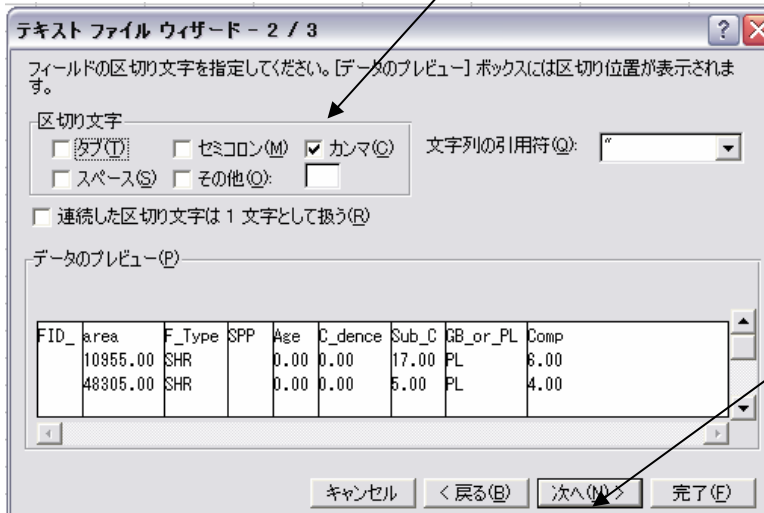 テキスト ファイル ウィザード - 2 / 3
フィールドの区切り文字を指定してください。[データのプレビュー] ボックスには区切り位置が表示されま
す。
区切り文字
タブ(T) セミコロン(M) カンマ(C) 文字列の引用符(Q): "
スペース(S) その他(O):
連続した区切り文字は 1 文字として扱う(R)
データのプレビュー(P)
FID_ area F_Type SPP Age C_dence Sub_C GB_or_PL Comp
10955.00 SHR 0.00 0.00 17.00 PL 6.00
48305.00 SHR 0.00 0.00 5.00 PL 4.00
キャンセル < 戻る(B) 次へ(N) > 完了(F)